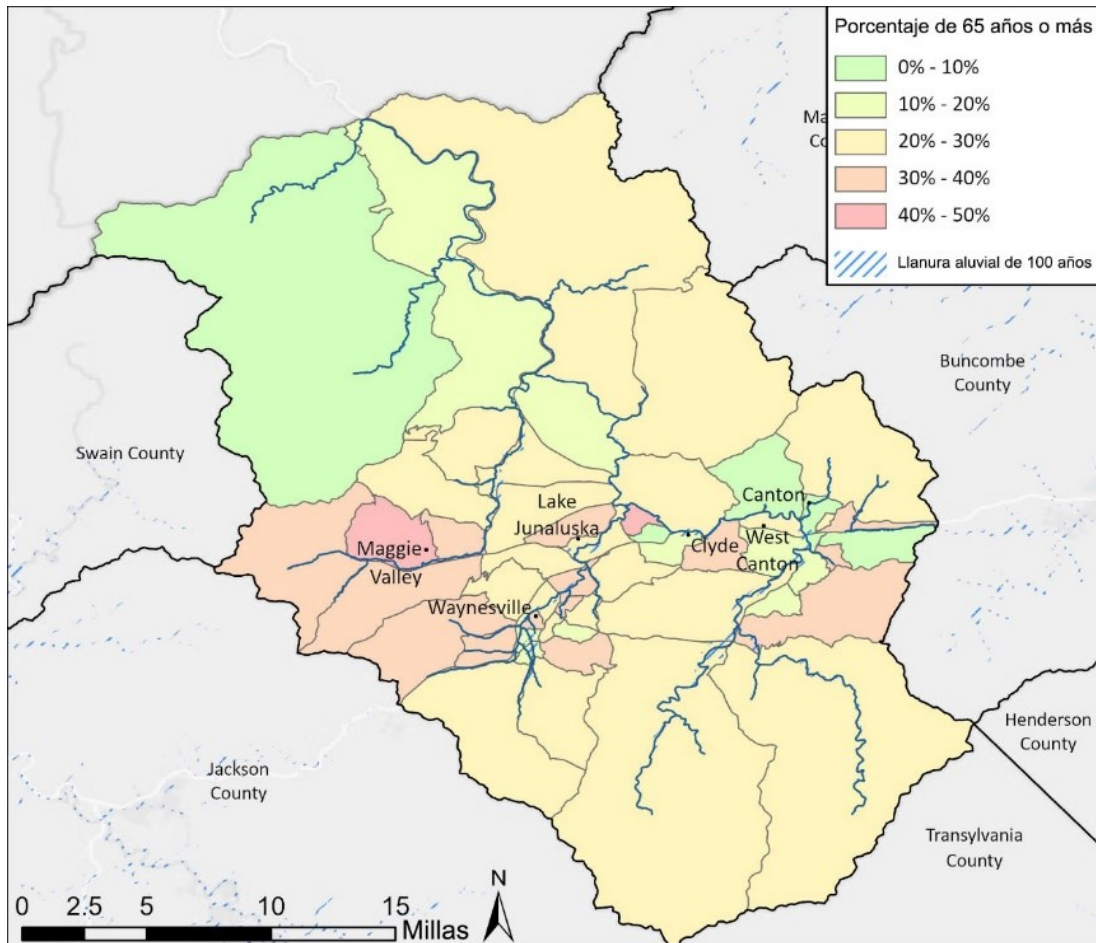 Porcentaje de 65 años o más
0% - 10%
10% - 20%
20% - 30%
30% - 40%
40% - 50%
Llanura aluvial de 100 años
Ma
Co
Buncombe
County
Swain County
Canton
Lake
Junaluska
West
Canton
Clyde
Maggie
Valley
Waynesville
Henderson
County
Jackson
County
Transylvania
County
N
0 2.5 5 10 15
Millas